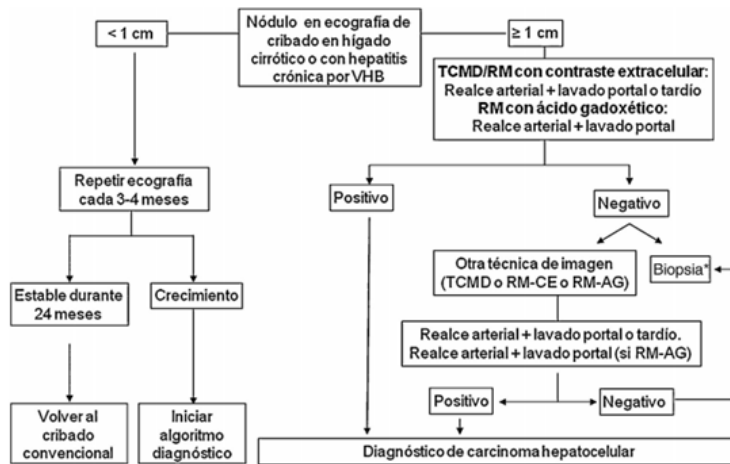 Nódulo en ecografía de
cribado en hígado
cirrótico o con hepatitis
crónica por VHB
< 1 cm
≥ 1 cm
TCMD/RM con contraste extracelular:
Realce arterial + lavado portal o tardío
RM con ácido gadoxético:
Realce arterial + lavado portal
Repetir ecografía
cada 3-4 meses
Positivo
Negativo
Estable durante
24 meses
Crecimiento
Otra técnica de imagen
(TCMD o RM-CE o RM-AG)
Biopsia*
Realce arterial + lavado portal o tardío.
Realce arterial + lavado portal (si RM-AG)
Positivo
Negativo
Volver al
cribado
convencional
Iniciar
algoritmo
diagnóstico
Diagnóstico de carcinoma hepatocelular